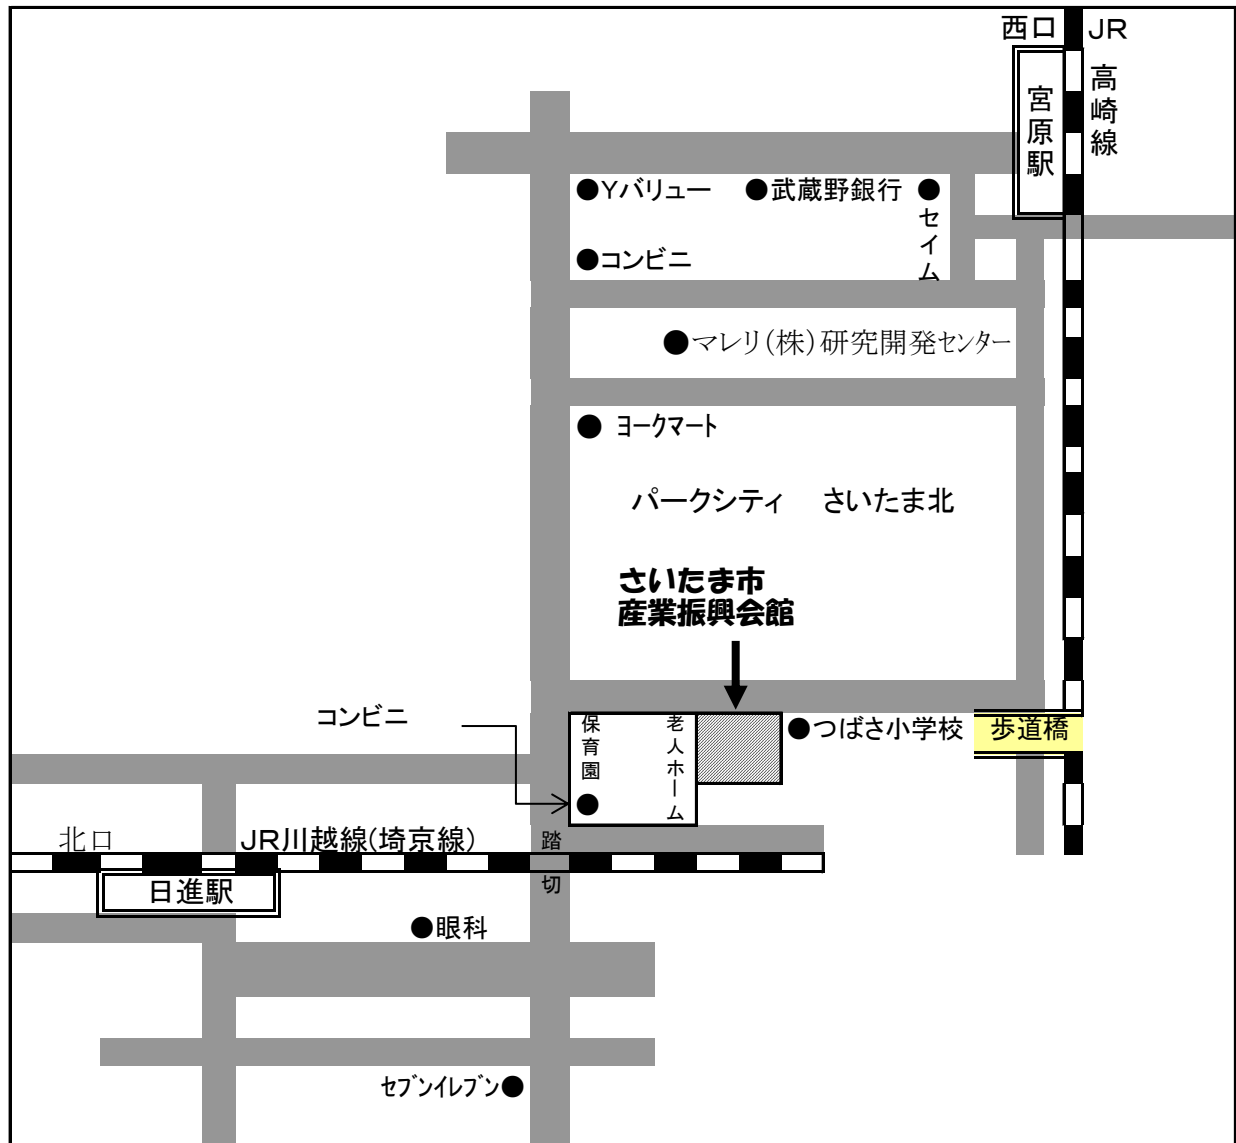 西口
JR
高崎線
宮原駅
●Yバリュー
●武蔵野銀行
●セイム
●コンビニ
●マレリ(株)研究開発センター
● ヨークマート
パークシティ さいたま北
さいたま市
産業振興会館
コンビニ
保育園
老人ホーム
●つばさ小学校
歩道橋
北口
JR川越線(埼京線)
踏切
日進駅
●眼科
セブンイレブン●